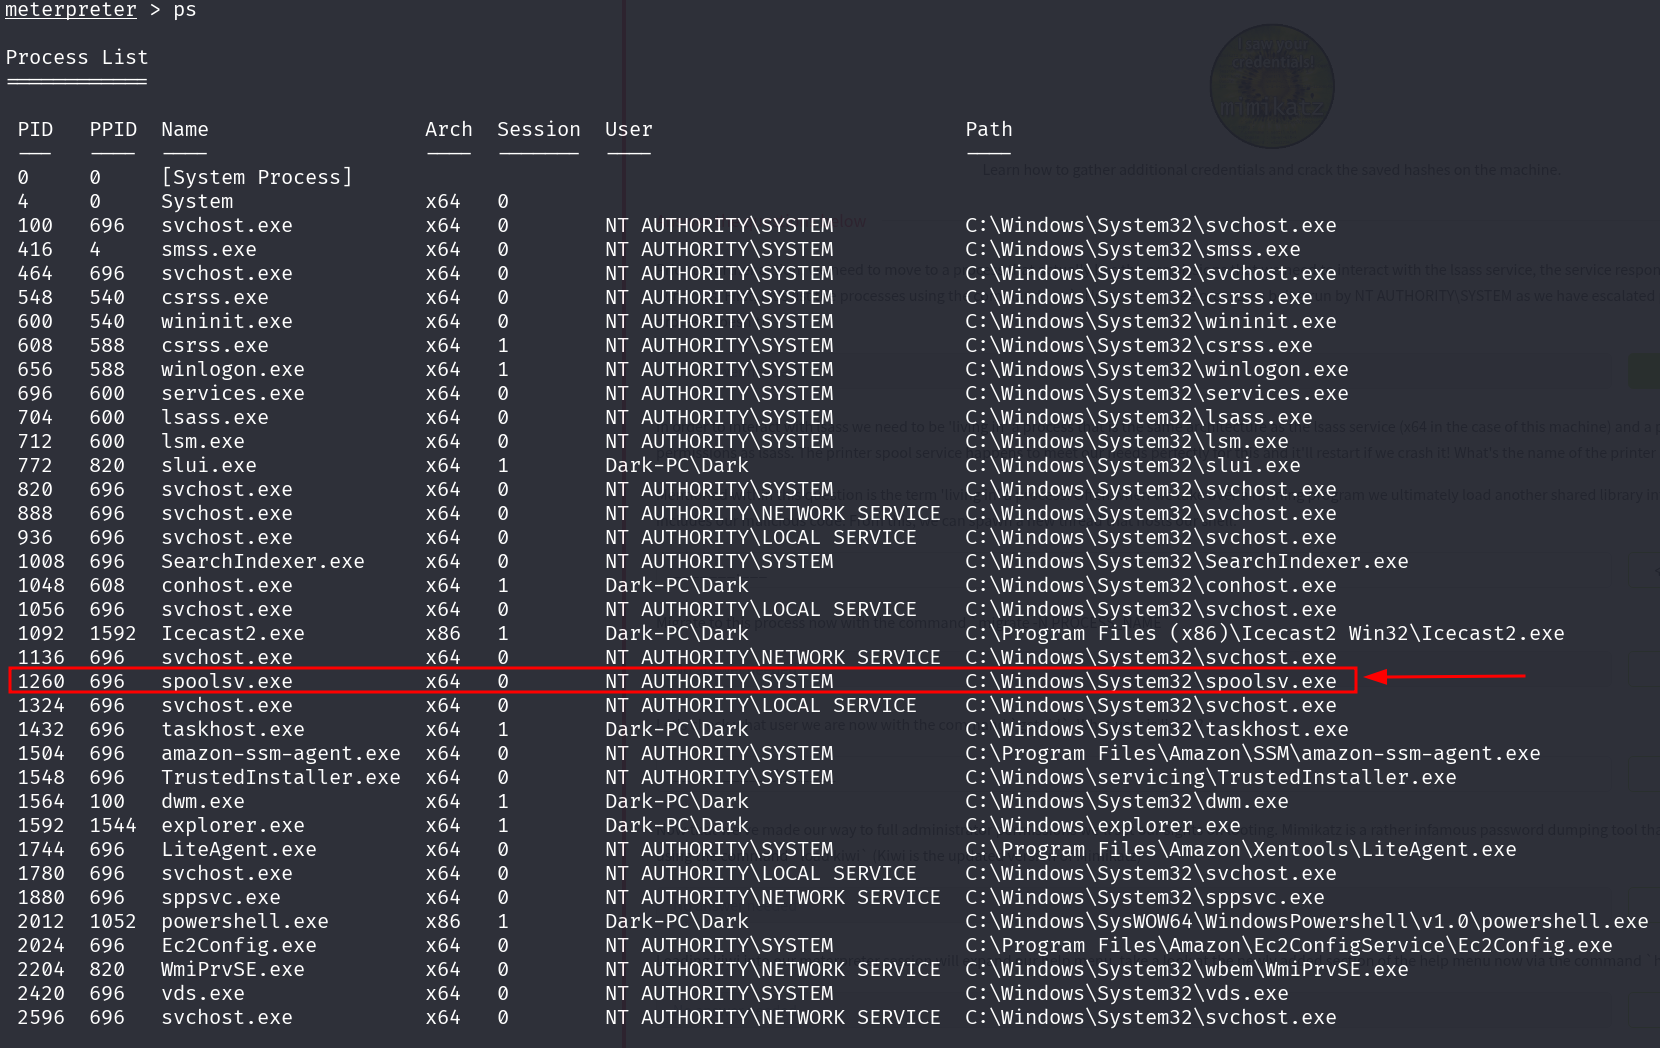 meterpreter > ps
Process List
============
PID PPID Name Arch Session User Path
--- ---- ---- ---- ------- ---- ----
0 0 [System Process]
4 0 System x64 0
100 696 svchost.exe x64 0 NT AUTHORITY\SYSTEM C:\Windows\System32\svchost.exe
416 4 smss.exe x64 0 NT AUTHORITY\SYSTEM C:\Windows\System32\smss.exe
464 696 svchost.exe x64 0 NT AUTHORITY\SYSTEM C:\Windows\System32\svchost.exe
548 540 csrss.exe x64 0 NT AUTHORITY\SYSTEM C:\Windows\System32\csrss.exe
600 540 wininit.exe x64 0 NT AUTHORITY\SYSTEM C:\Windows\System32\wininit.exe
608 588 csrss.exe x64 1 NT AUTHORITY\SYSTEM C:\Windows\System32\csrss.exe
656 588 winlogon.exe x64 1 NT AUTHORITY\SYSTEM C:\Windows\System32\winlogon.exe
696 600 services.exe x64 0 NT AUTHORITY\SYSTEM C:\Windows\System32\services.exe
704 600 lsass.exe x64 0 NT AUTHORITY\SYSTEM C:\Windows\System32\lsass.exe
712 600 lsm.exe x64 0 NT AUTHORITY\SYSTEM C:\Windows\System32\lsm.exe
772 820 slui.exe x64 1 Dark-PC\Dark C:\Windows\System32\slui.exe
820 696 svchost.exe x64 0 NT AUTHORITY\SYSTEM C:\Windows\System32\svchost.exe
888 696 svchost.exe x64 0 NT AUTHORITY\NETWORK SERVICE C:\Windows\System32\svchost.exe
936 696 svchost.exe x64 0 NT AUTHORITY\LOCAL SERVICE C:\Windows\System32\svchost.exe
1008 696 SearchIndexer.exe x64 0 NT AUTHORITY\SYSTEM C:\Windows\System32\SearchIndexer.exe
1048 608 conhost.exe x64 1 Dark-PC\Dark C:\Windows\System32\conhost.exe
1056 696 svchost.exe x64 0 NT AUTHORITY\LOCAL SERVICE C:\Windows\System32\svchost.exe
1092 1592 Icecast2.exe x86 1 Dark-PC\Dark C:\Program Files (x86)\Icecast2 Win32\Icecast2.exe
1136 696 svchost.exe x64 0 NT AUTHORITY\NETWORK SERVICE C:\Windows\System32\svchost.exe
1260 696 spoolsv.exe x64 0 NT AUTHORITY\SYSTEM C:\Windows\System32\spoolsv.exe
1324 696 svchost.exe x64 0 NT AUTHORITY\LOCAL SERVICE C:\Windows\System32\svchost.exe
1432 696 taskhost.exe x64 1 Dark-PC\Dark C:\Windows\System32\taskhost.exe
1504 696 amazon-ssm-agent.exe x64 0 NT AUTHORITY\SYSTEM C:\Program Files\Amazon\SSM\amazon-ssm-agent.exe
1548 696 TrustedInstaller.exe x64 0 NT AUTHORITY\SYSTEM C:\Windows\servicing\TrustedInstaller.exe
1564 100 dwm.exe x64 1 Dark-PC\Dark C:\Windows\System32\dwm.exe
1592 1544 explorer.exe x64 1 Dark-PC\Dark C:\Windows\explorer.exe
1744 696 LiteAgent.exe x64 0 NT AUTHORITY\SYSTEM C:\Program Files\Amazon\Xentools\LiteAgent.exe
1780 696 svchost.exe x64 0 NT AUTHORITY\LOCAL SERVICE C:\Windows\System32\svchost.exe
1880 696 sppsvc.exe x64 0 NT AUTHORITY\NETWORK SERVICE C:\Windows\System32\sppsvc.exe
2012 1052 powershell.exe x86 1 Dark-PC\Dark C:\Windows\SysWOW64\WindowsPowershell\v1.0\powershell.exe
2024 696 Ec2Config.exe x64 0 NT AUTHORITY\SYSTEM C:\Program Files\Amazon\Ec2ConfigService\Ec2Config.exe
2204 820 WmiPrvSE.exe x64 0 NT AUTHORITY\NETWORK SERVICE C:\Windows\System32\wbem\WmiPrvSE.exe
2420 696 vds.exe x64 0 NT AUTHORITY\SYSTEM C:\Windows\System32\vds.exe
2596 696 svchost.exe x64 0 NT AUTHORITY\NETWORK SERVICE C:\Windows\System32\svchost.exe
I saw your
credentials!
mimikatz
Learn how to gather additional credentials and crack the saved hashes on the machine.